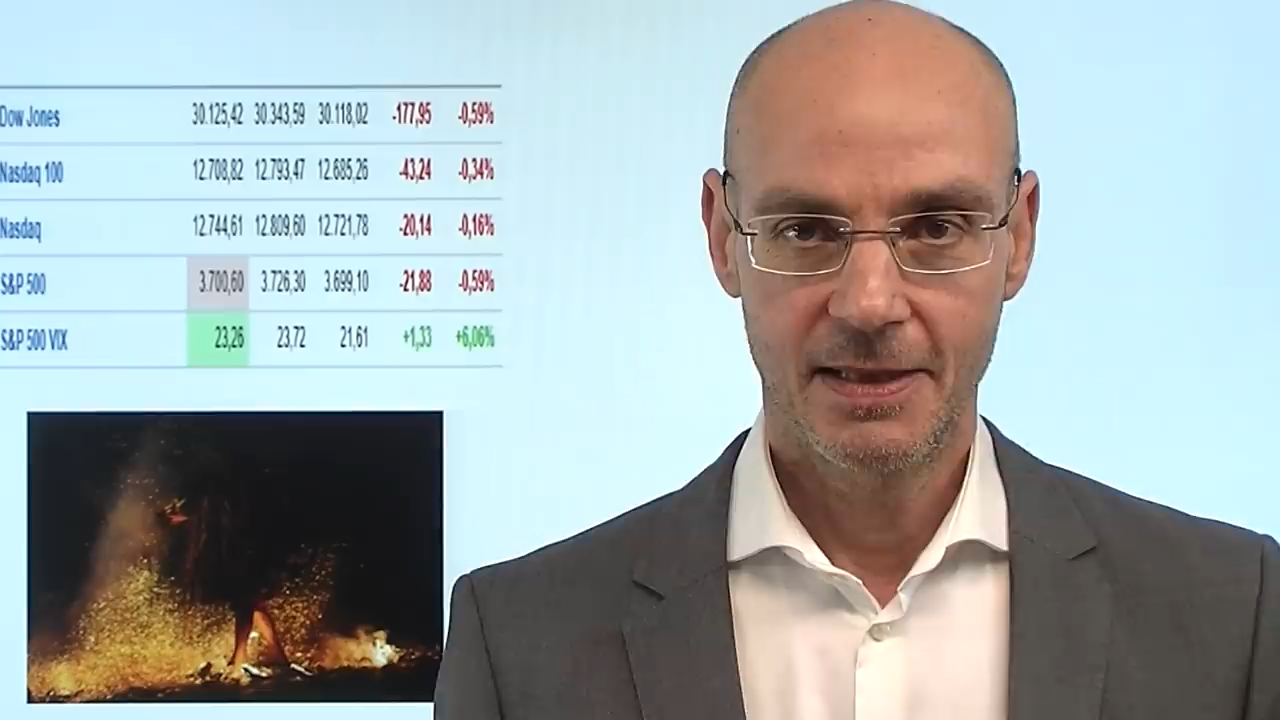 Dow Jones 30.125,42 30.343,59 30.118,02 -177,95 -0,59%
Nasdaq 100 12.708,82 12.793,47 12.685,26 -43,24 -0,34%
Nasdaq 12.744,61 12.809,60 12.721,78 -20,14 -0,16%
S&P 500 3.700,60 3.726,30 3.699,10 -21,88 -0,59%
S&P 500 VIX 23,26 23,72 21,61 +1,33 +6,06%